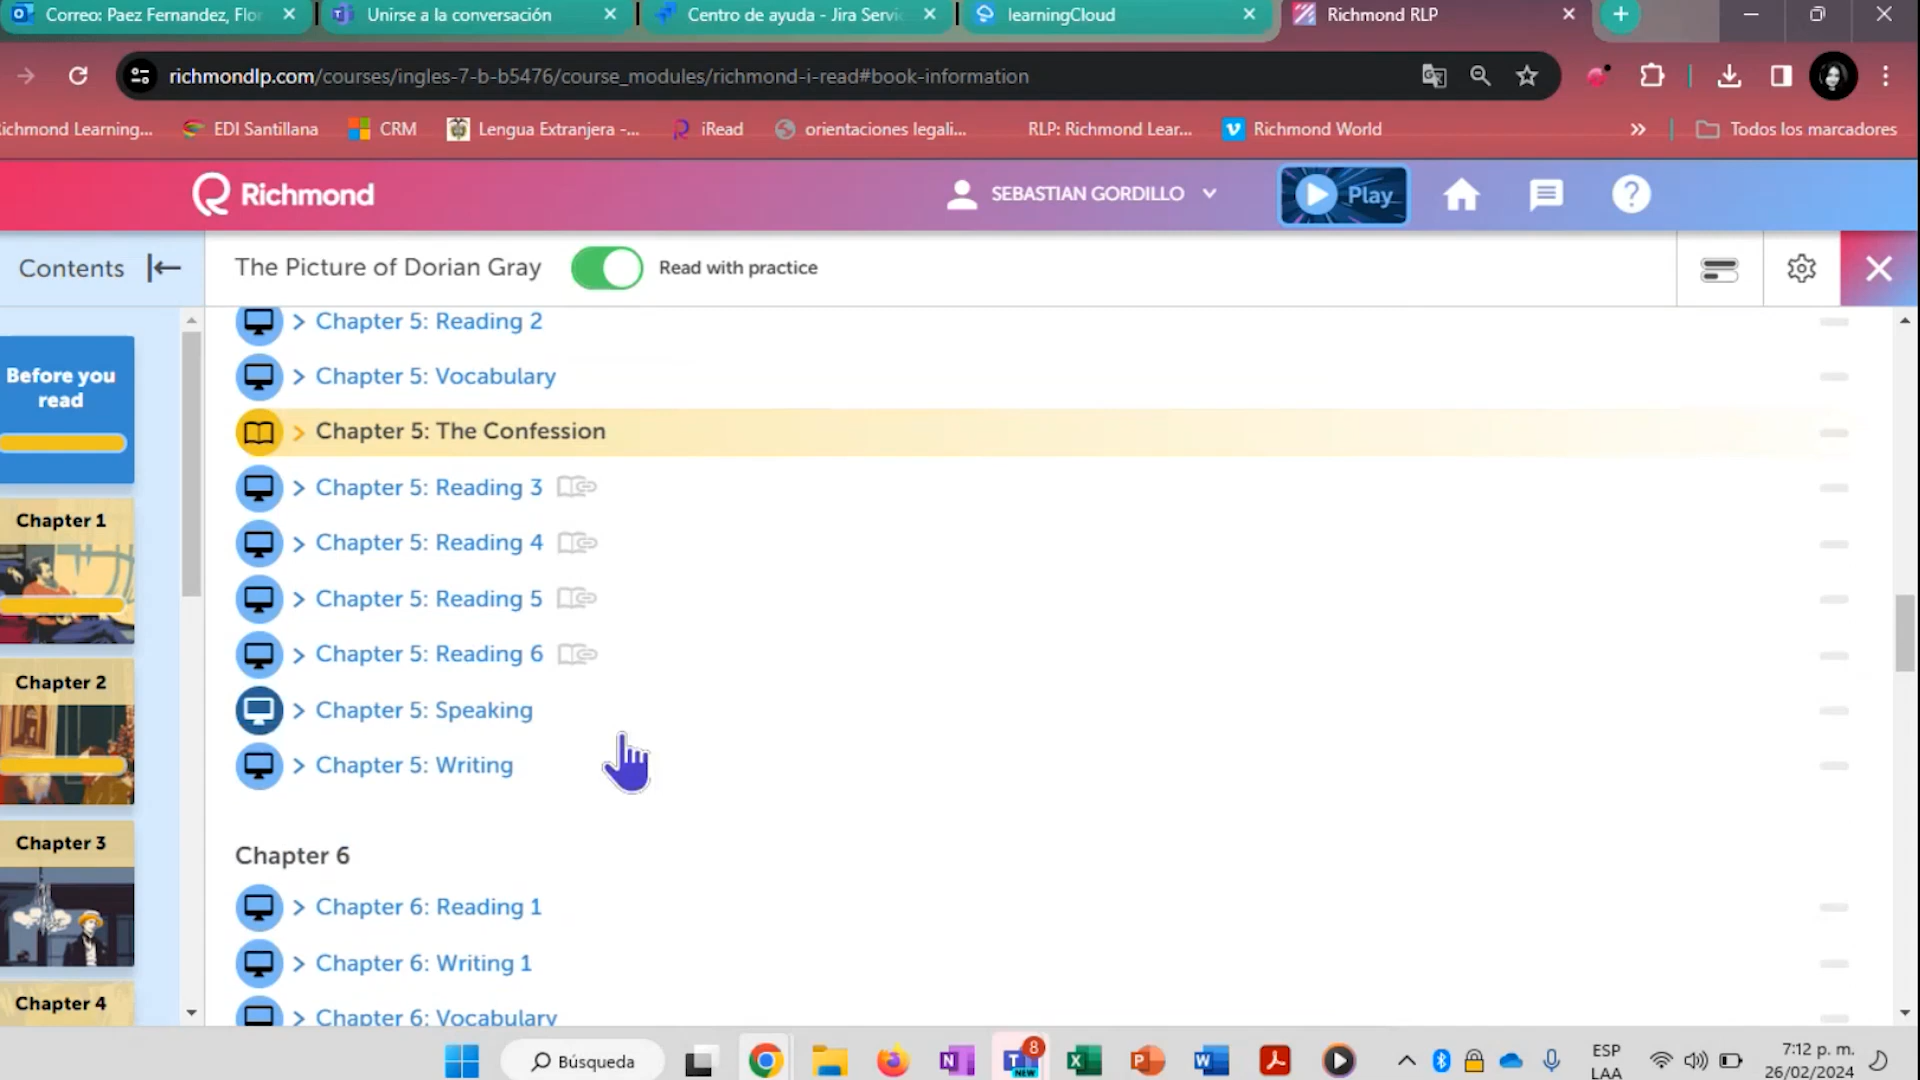 Correo: Paez Fernandez, Flor
Unirse a la conversación
Centro de ayuda - Jira Servi
learningCloud
Richmond RLP
richmondlp.com/courses/ingles-7-b-b5476/course_modules/richmond-i-read#book-information
ichmond Learning...
EDI Santillana
CRM
Lengua Extranjera -...
iRead
orientaciones legali...
RLP: Richmond Lear...
Richmond World
»
Todos los marcadores
Richmond
SEBASTIAN GORDILLO
Play
Contents
The Picture of Dorian Gray
Read with practice
Before you
read
Chapter 1
Chapter 2
Chapter 3
Chapter 4
Chapter 5: Reading 2
Chapter 5: Vocabulary
Chapter 5: The Confession
Chapter 5: Reading 3
Chapter 5: Reading 4
Chapter 5: Reading 5
Chapter 5: Reading 6
Chapter 5: Speaking
Chapter 5: Writing
Chapter 6
Chapter 6: Reading 1
Chapter 6: Writing 1
Chapter 6: Vocabulary
Búsqueda
8
NEW
ESP
LAA
7:12 p. m.
26/02/2024